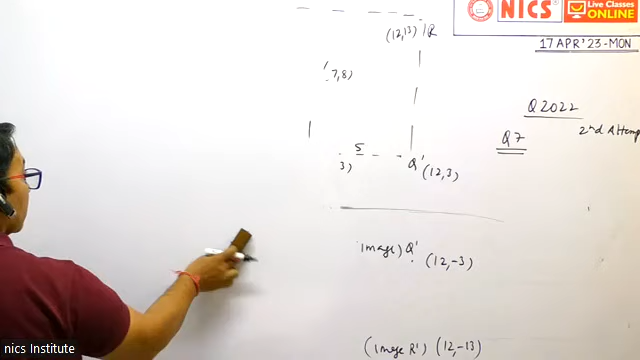 NICS
Live Classes
ONLINE
17 APR'23-MON
(12,13) R
7,8)
Q2022
2nd Attemp
Q7
5
3)
Q' (12,3)
image) Q' (12,-3)
(image R') (12-13)
nics Institute